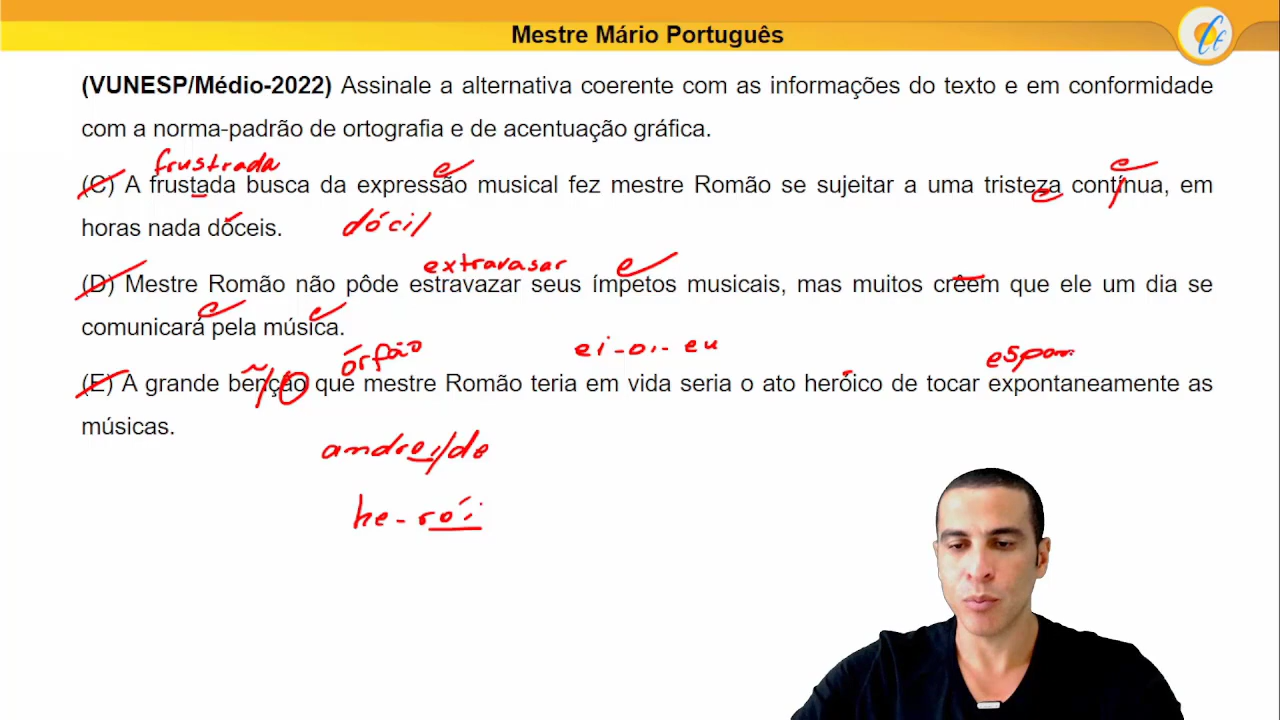 Mestre Mário Português
(VUNESP/Médio-2022) Assinale a alternativa coerente com as informações do texto e em conformidade
com a norma-padrão de ortografia e de acentuação gráfica.
frustrada
(C) A frustada busca da expressão musical fez mestre Romão se sujeitar a uma tristeza contínua, em
horas nada dóceis. dócil
extravasar
(D) Mestre Romão não pôde estravazar seus ímpetos musicais, mas muitos crêem que ele um dia se
comunicará pela música.
órfão ei-oi-eu espon
(E) A grande benção que mestre Romão teria em vida seria o ato heróico de tocar expontaneamente as
músicas.
androi/de
he-rói